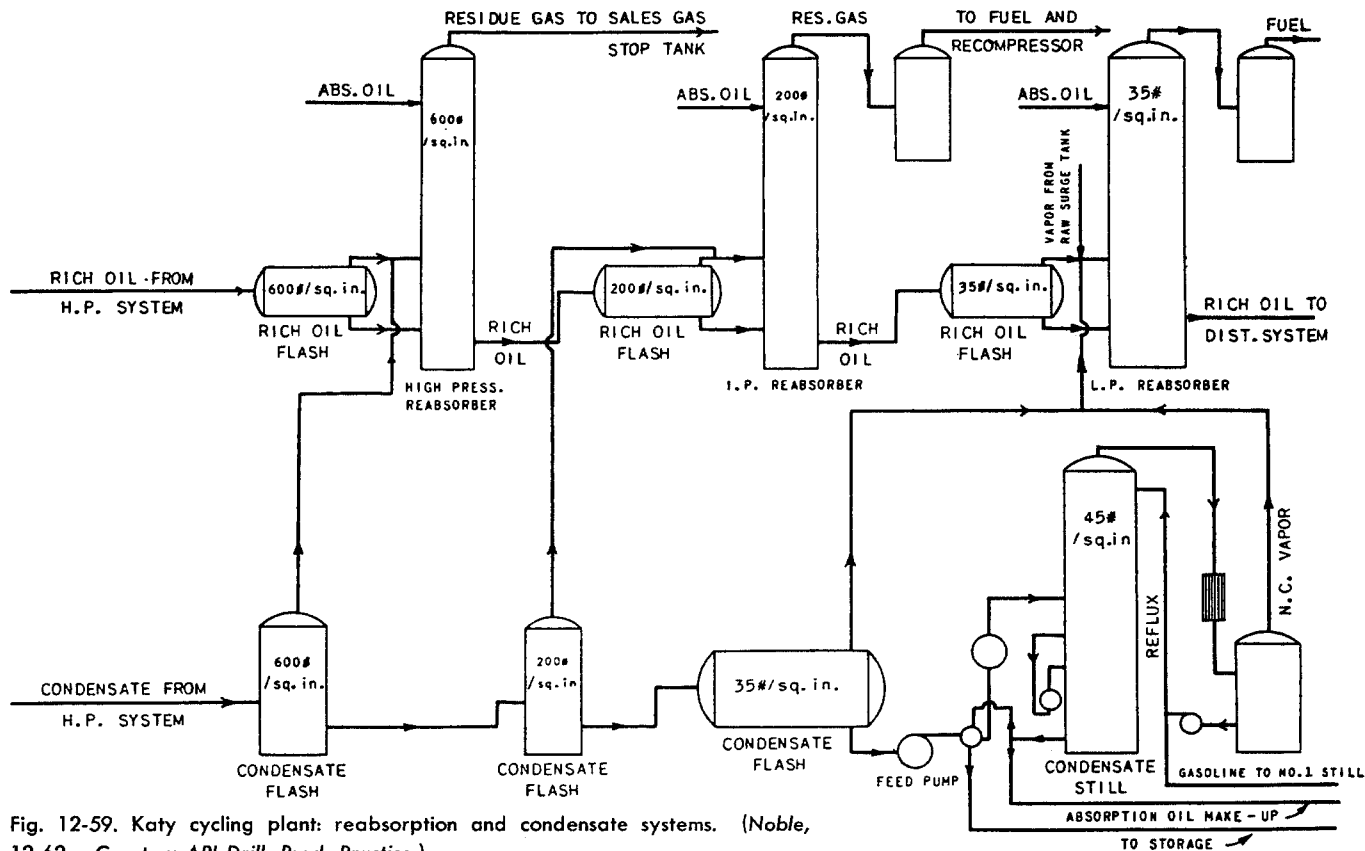 RESIDUE GAS TO SALES GAS
STOP TANK
RES.GAS
TO FUEL AND
RECOMPRESSOR
FUEL
ABS.OIL
600#
/sq.in.
ABS.OIL
200#
/sq.in.
ABS.OIL
35#
/sq.in.
VAPOR FROM
RAW SURGE TANK
RICH OIL FROM
H.P. SYSTEM
600#/sq.in.
RICH OIL
FLASH
RICH
OIL
200#/sq.in.
RICH OIL
FLASH
RICH
OIL
35#/sq.in.
RICH OIL
FLASH
RICH OIL TO
DIST.SYSTEM
HIGH PRESS.
REABSORBER
I.P. REABSORBER
L.P. REABSORBER
CONDENSATE FROM
H.P. SYSTEM
600#
/sq.in.
CONDENSATE
FLASH
200#
/sq.in.
CONDENSATE
FLASH
35#/sq.in.
CONDENSATE
FLASH
FEED PUMP
45#
/sq.in
CONDENSATE
STILL
REFLUX
N.C. VAPOR
GASOLINE TO NO.1 STILL
ABSORPTION OIL MAKE-UP
TO STORAGE
Fig. 12-59. Katy cycling plant: reabsorption and condensate systems. (Noble,